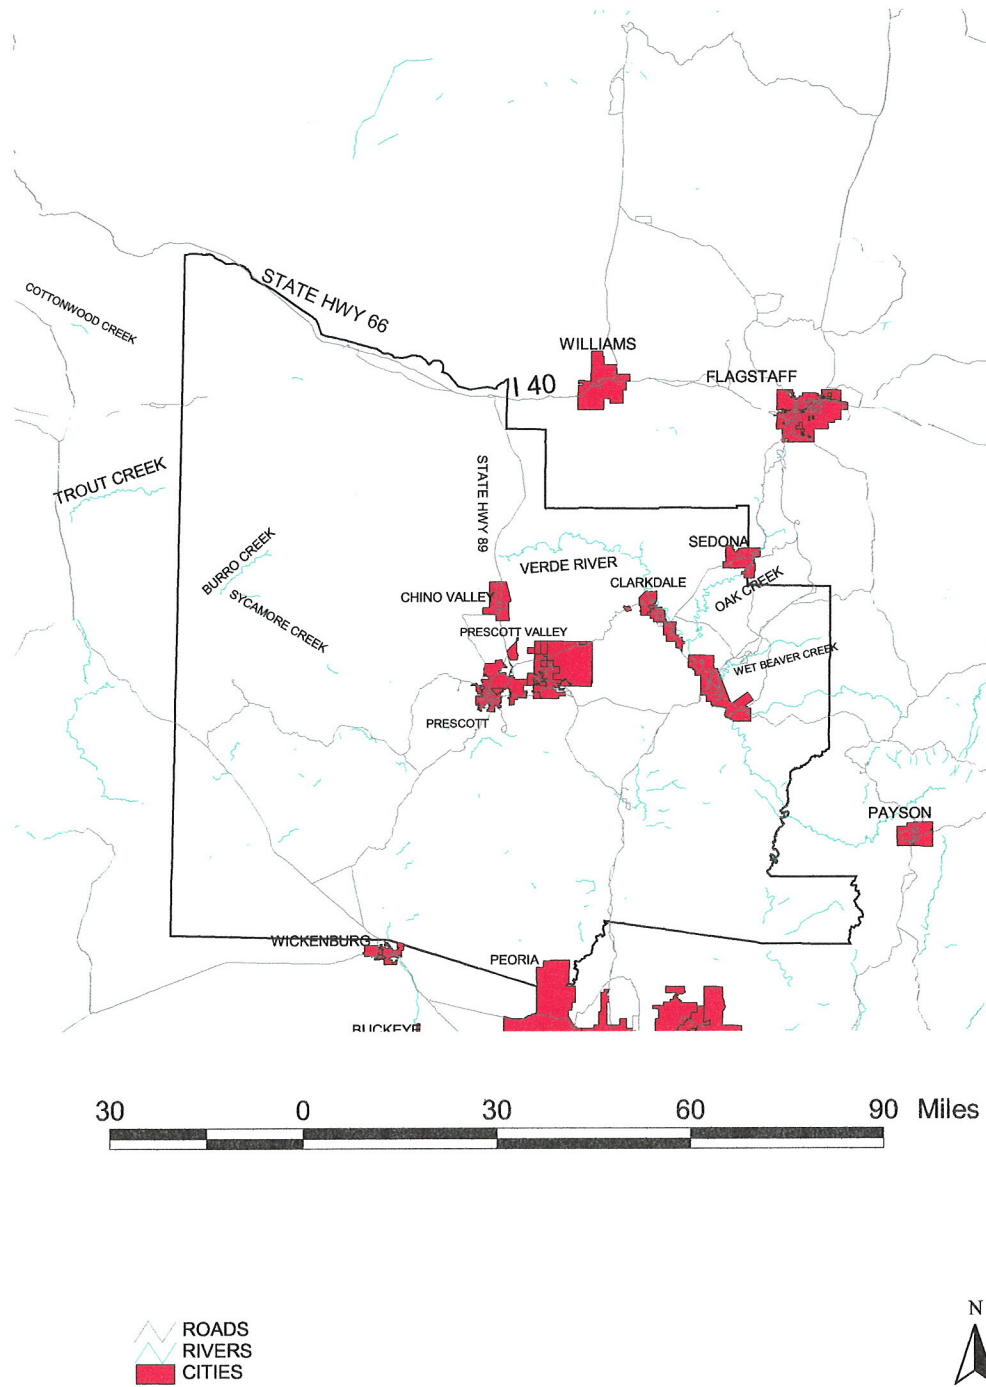 COTTONWOOD CREEK
STATE HWY 66
WILLIAMS
I 40
FLAGSTAFF
TROUT CREEK
STATE HWY 89
BURRO CREEK
SYCAMORE CREEK
VERDE RIVER
SEDONA
CLARKDALE
OAK CREEK
CHINO VALLEY
PRESCOTT VALLEY
WET BEAVER CREEK
PRESCOTT
PAYSON
WICKENBURG
PEORIA
BUCKEYE
30 0 30 60 90 Miles
ROADS
RIVERS
CITIES
N